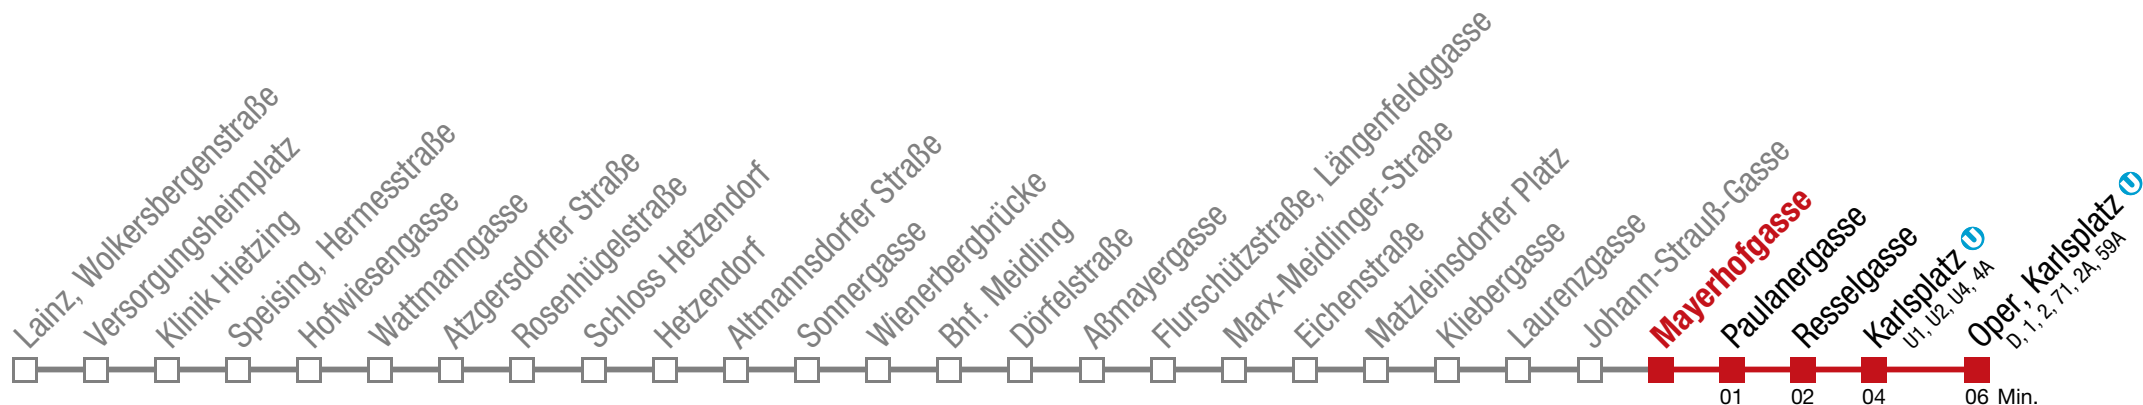 Lainz, Wolkersbergenstraße
Versorgungsheimplatz
Klinik Hietzing
Speising, Hermesstraße
Hofwiesengasse
Wattmanngasse
Atzgersdorfer Straße
Rosenhügelstraße
Schloss Hetzendorf
Hetzendorf
Altmannsdorfer Straße
Sonnergasse
Wienerbergbrücke
Bhf. Meidling
Dörfelstraße
Aßmayergasse
Flurschützstraße, Längenfeldggasse
Marx-Meidlinger-Straße
Eichenstraße
Matzleinsdorfer Platz
Kliebergasse
Laurenzgasse
Johann-Strauß-Gasse
Mayerhofgasse
Paulanergasse
Resselgasse
Karlsplatz U
U1, U2, U4, 4A
Oper, Karlsplatz U
D, 1, 2, 71, 2A, 59A
01 02 04 06 Min.